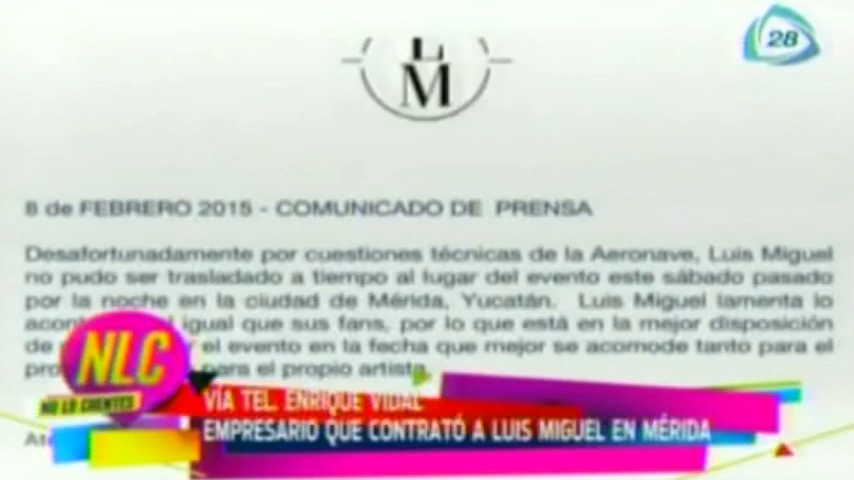 L
M
28
8 de FEBRERO 2015 - COMUNICADO DE PRENSA
Desafortunadamente por cuestiones técnicas de la Aeronave, Luis Miguel
no pudo ser trasladado a tiempo al lugar del evento este sábado pasado
por la noche en la ciudad de Mérida, Yucatán. Luis Miguel lamenta lo
igual que sus fans, por lo que está en la mejor disposición
de el evento en la fecha que mejor se acomode tanto para el
para el propio artista.
NLC
NO LO CUENTES
VÍA TEL. ENRIQUE VIDAL
EMPRESARIO QUE CONTRATÓ A LUIS MIGUEL EN MÉRIDA